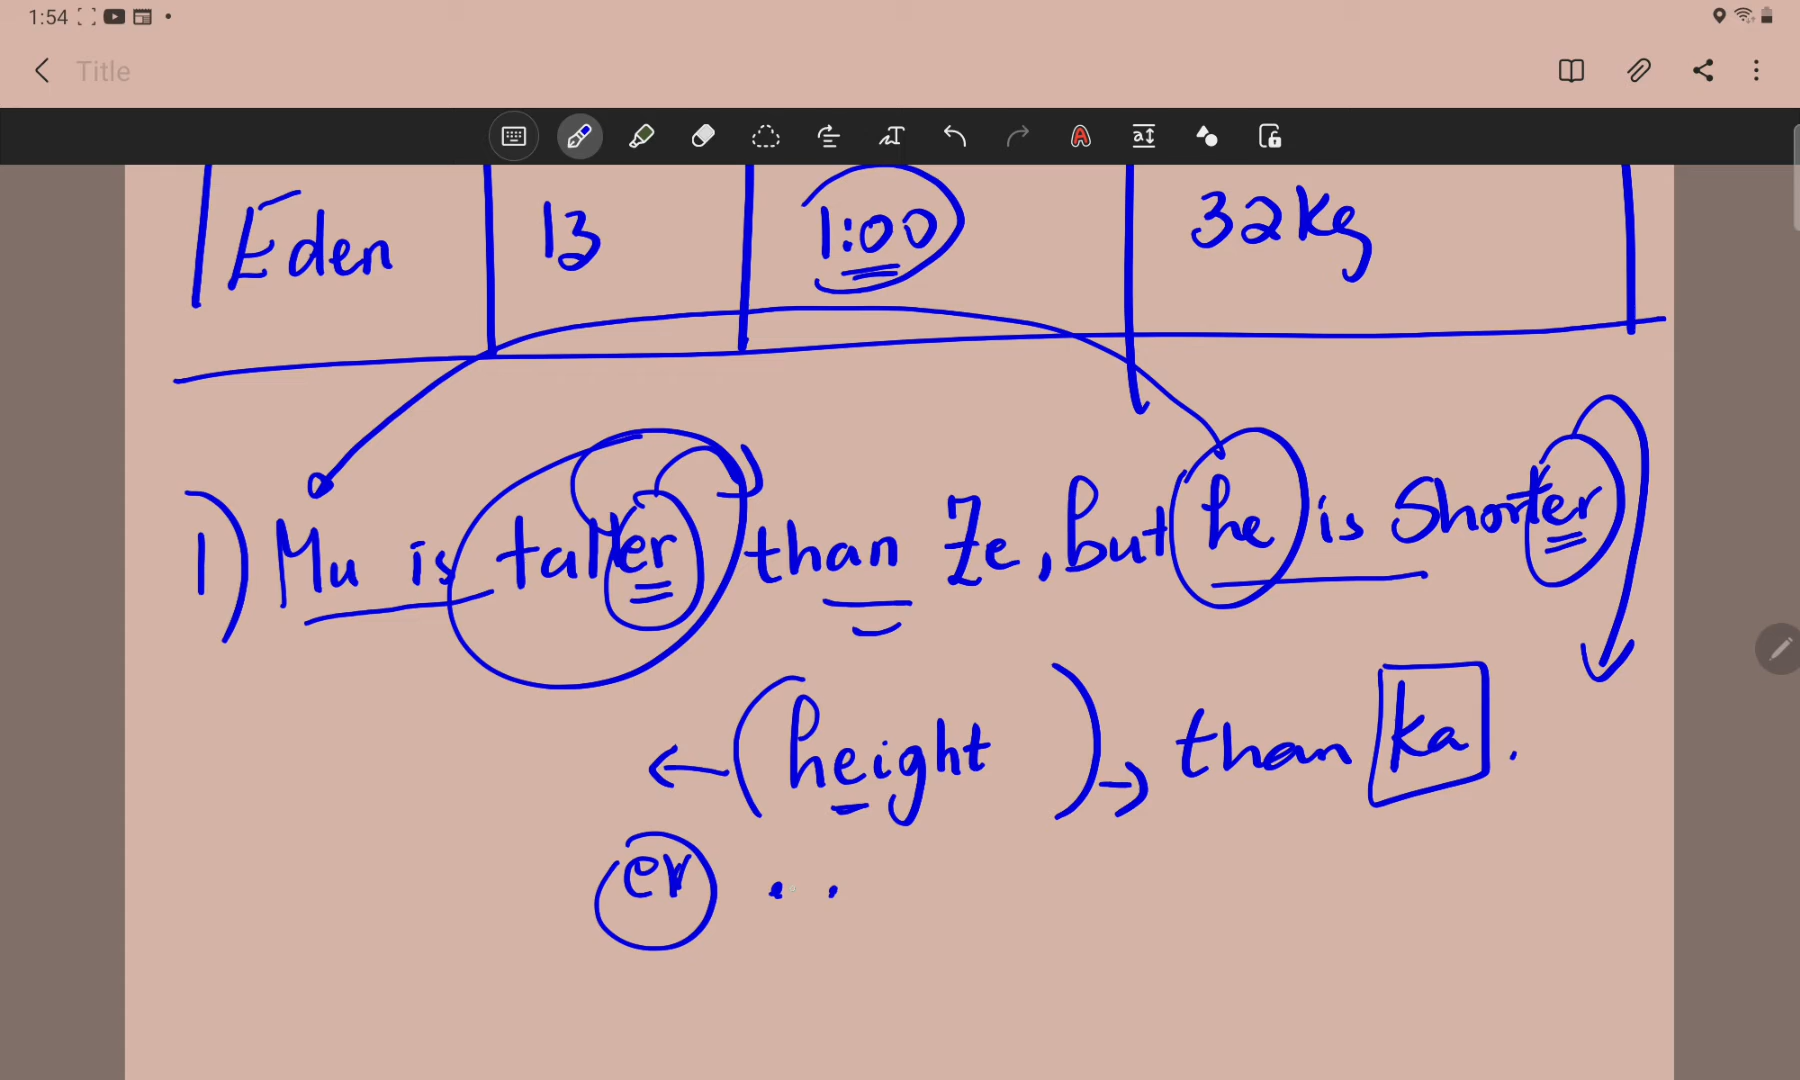 1:54
Title
Eden 13 1:00 32kg
1) Mu is taller than Ze, but he is shorter
(height) than ka.
er ..